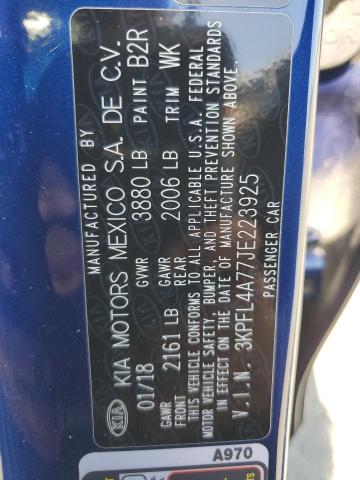 MANUFACTURED BY
KIA MOTORS MEXICO S.A. DE C.V.
KIA
01/18 GVWR 3880 LB PAINT B2R
GAWR FRONT 2161 LB GAWR REAR 2006 LB TRIM WK
THIS VEHICLE CONFORMS TO ALL APPLICABLE U.S.A. FEDERAL
MOTOR VEHICLE SAFETY, BUMPER, AND THEFT PREVENTION STANDARDS
IN EFFECT ON THE DATE OF MANUFACTURE SHOWN ABOVE.
V.I.N. 3KPFL4A77JE223925
PASSENGER CAR
A970